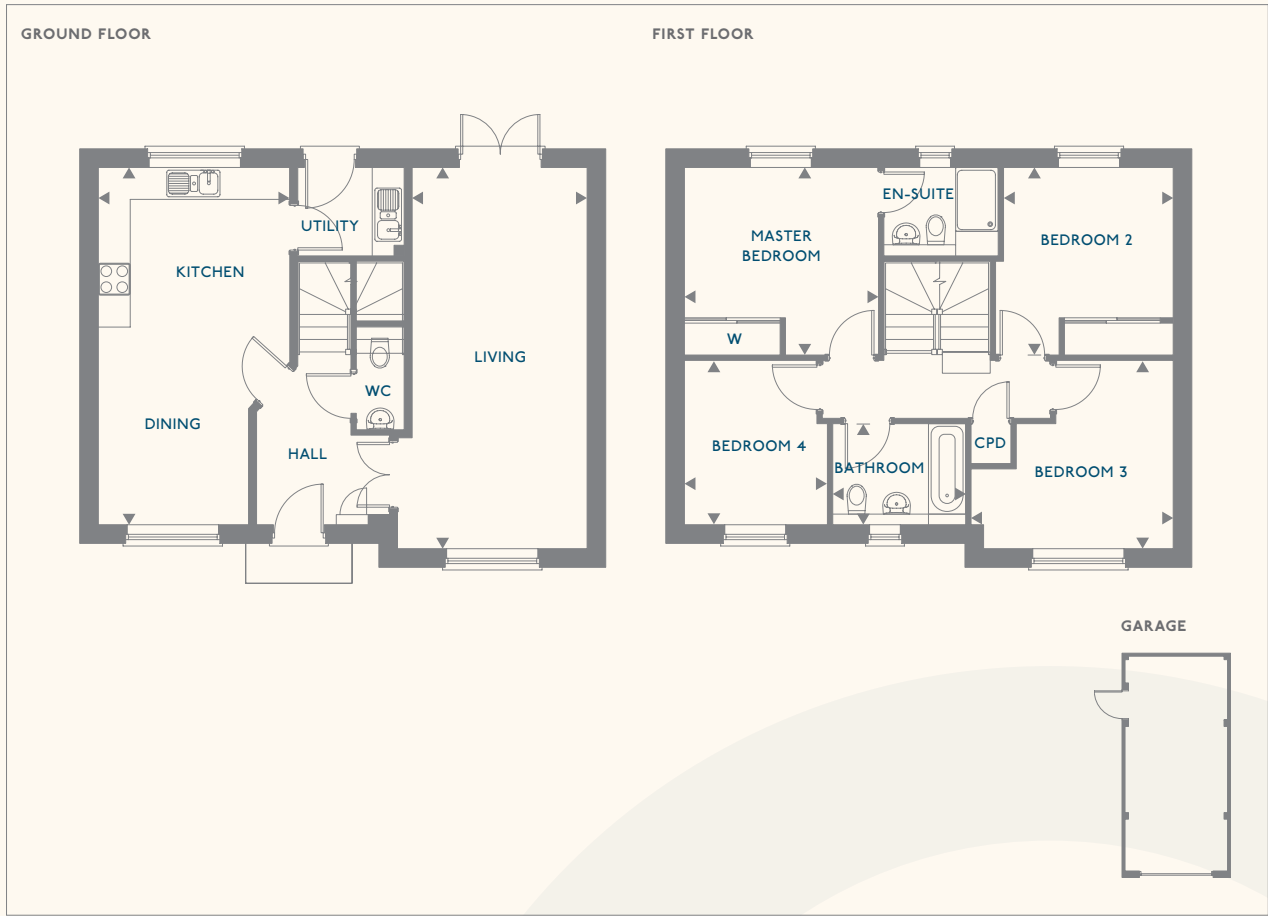 GROUND FLOOR
KITCHEN
UTILITY
DINING
HALL
WC
LIVING
FIRST FLOOR
MASTER
BEDROOM
EN-SUITE
BEDROOM 2
W
BEDROOM 4
BATHROOM
CPD
BEDROOM 3
GARAGE